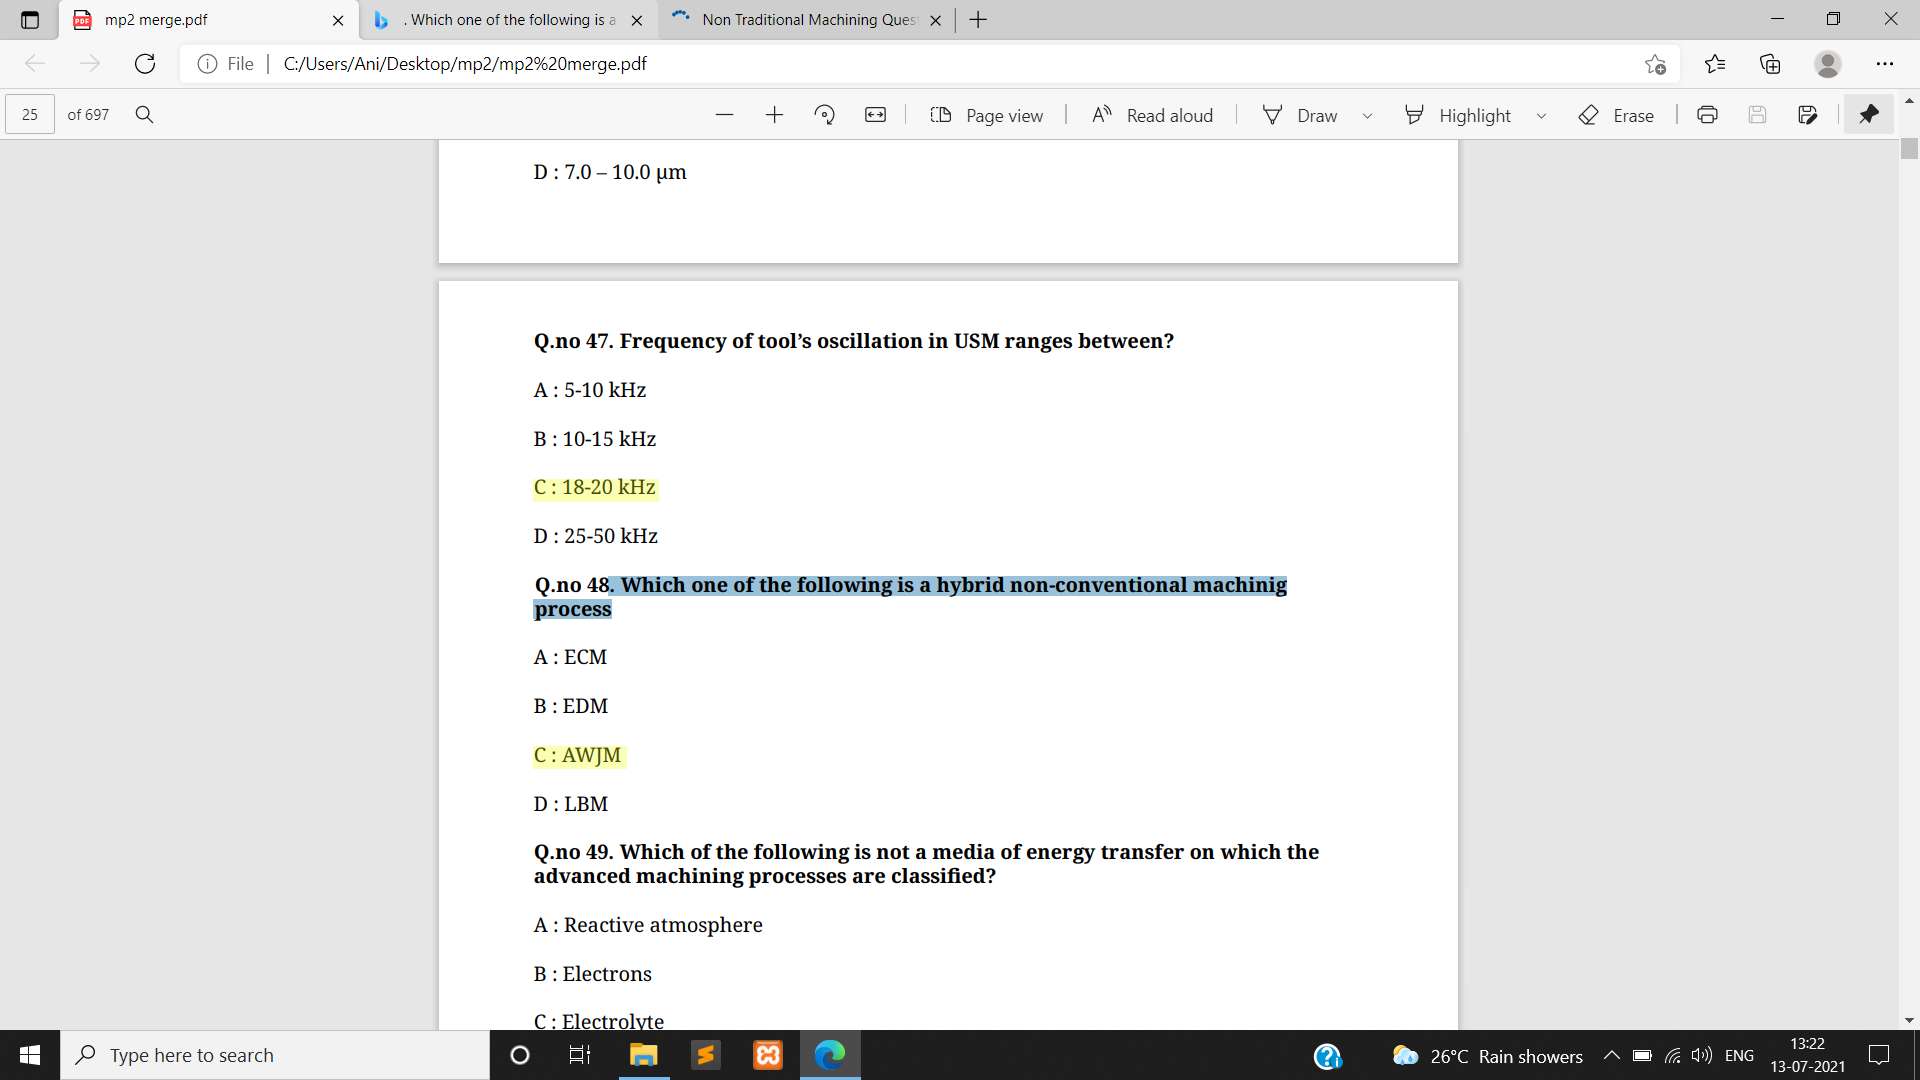 mp2 merge.pdf
. Which one of the following is a
Non Traditional Machining Ques
File
C:/Users/Ani/Desktop/mp2/mp2%20merge.pdf
25
of 697
Page view
Read aloud
Draw
Highlight
Erase
D : 7.0 – 10.0 μm
Q.no 47. Frequency of tool’s oscillation in USM ranges between?
A : 5-10 kHz
B : 10-15 kHz
C : 18-20 kHz
D : 25-50 kHz
Q.no 48. Which one of the following is a hybrid non-conventional machinig
process
A : ECM
B : EDM
C : AWJM
D : LBM
Q.no 49. Which of the following is not a media of energy transfer on which the
advanced machining processes are classified?
A : Reactive atmosphere
B : Electrons
C : Electrolyte
Type here to search
26°C Rain showers
ENG
13:22
13-07-2021